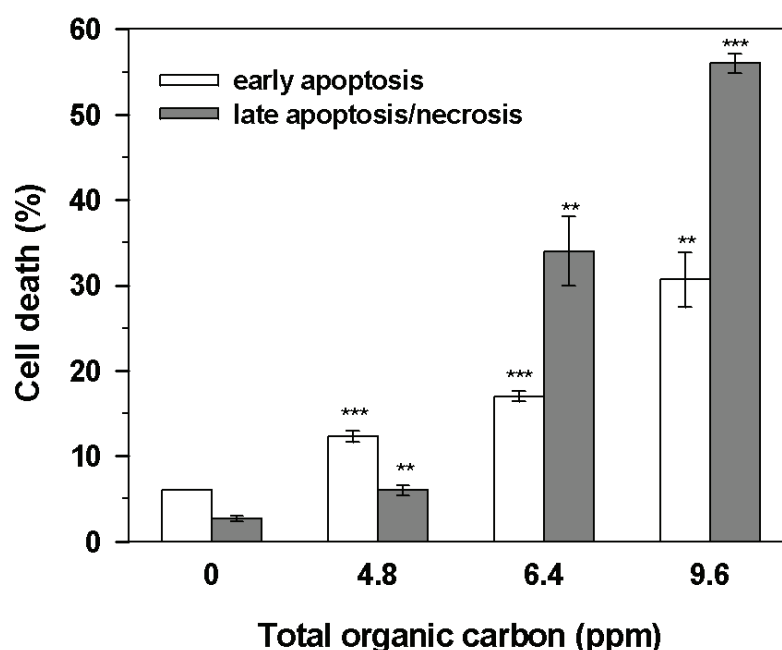 60
50
40
30
20
10
0
Cell death (%)
early apoptosis
late apoptosis/necrosis
***
**
***
**
**
***
0 4.8 6.4 9.6
Total organic carbon (ppm)